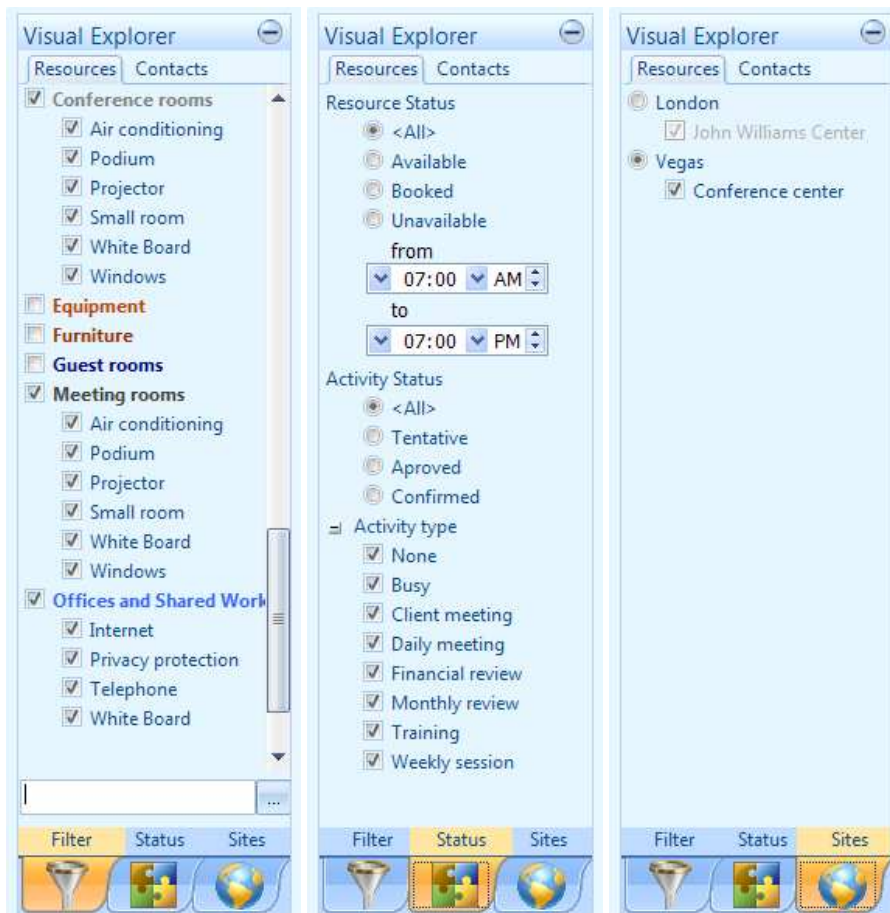 Visual Explorer
Resources Contacts
Conference rooms
Air conditioning
Podium
Projector
Small room
White Board
Windows
Equipment
Furniture
Guest rooms
Meeting rooms
Air conditioning
Podium
Projector
Small room
White Board
Windows
Offices and Shared Work
Internet
Privacy protection
Telephone
White Board
...
Filter Status Sites
Visual Explorer
Resources Contacts
Resource Status
<All>
Available
Booked
Unavailable
from
07:00 AM
to
07:00 PM
Activity Status
<All>
Tentative
Aproved
Confirmed
Activity type
None
Busy
Client meeting
Daily meeting
Financial review
Monthly review
Training
Weekly session
Filter Status Sites
Visual Explorer
Resources Contacts
London
John Williams Center
Vegas
Conference center
Filter Status Sites